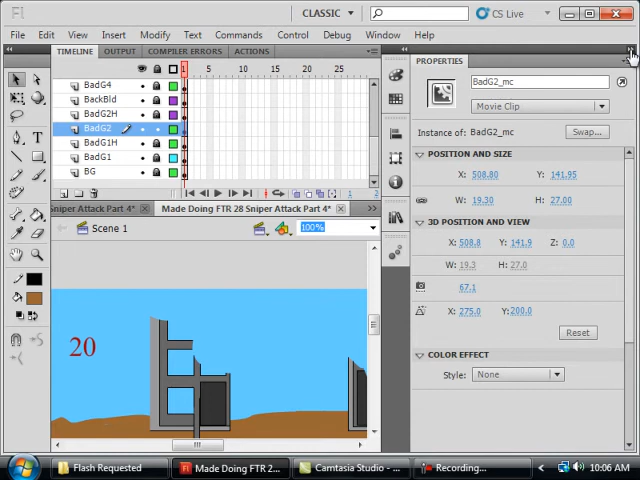 Fl
CLASSIC
CS Live
File Edit View Insert Modify Text Commands Control Debug Window Help
TIMELINE OUTPUT COMPILER ERRORS ACTIONS
1 5 10 15 20 25 30
BadG4
BackBld
BadG2H
BadG2
BadG1H
BadG1
BG
1
Sniper Attack Part 4* Made Doing FTR 28 Sniper Attack Part 4*
Scene 1
100%
20
PROPERTIES
BadG2_mc
Movie Clip
Instance of: BadG2_mc
Swap...
POSITION AND SIZE
X: 508.80 Y: 141.95
W: 19.30 H: 27.00
3D POSITION AND VIEW
X: 508.8 Y: 141.9 Z: 0.0
W: 19.3 H: 27.0
67.1
X: 275.0 Y: 200.0
Reset
COLOR EFFECT
Style: None
Flash Requested
Made Doing FTR 2...
Camtasia Studio - ...
Recording...
10:06 AM